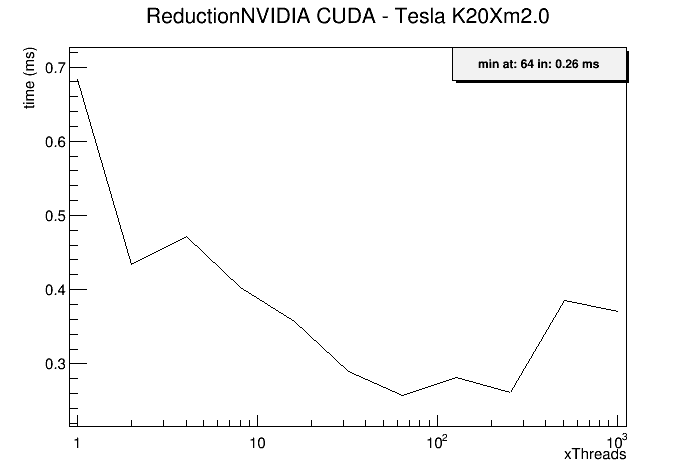 ReductionNVIDIA CUDA - Tesla K20Xm2.0
time (ms)
min at: 64 in: 0.26 ms
0.7
0.6
0.5
0.4
0.3
1 10 10² 10³
xThreads